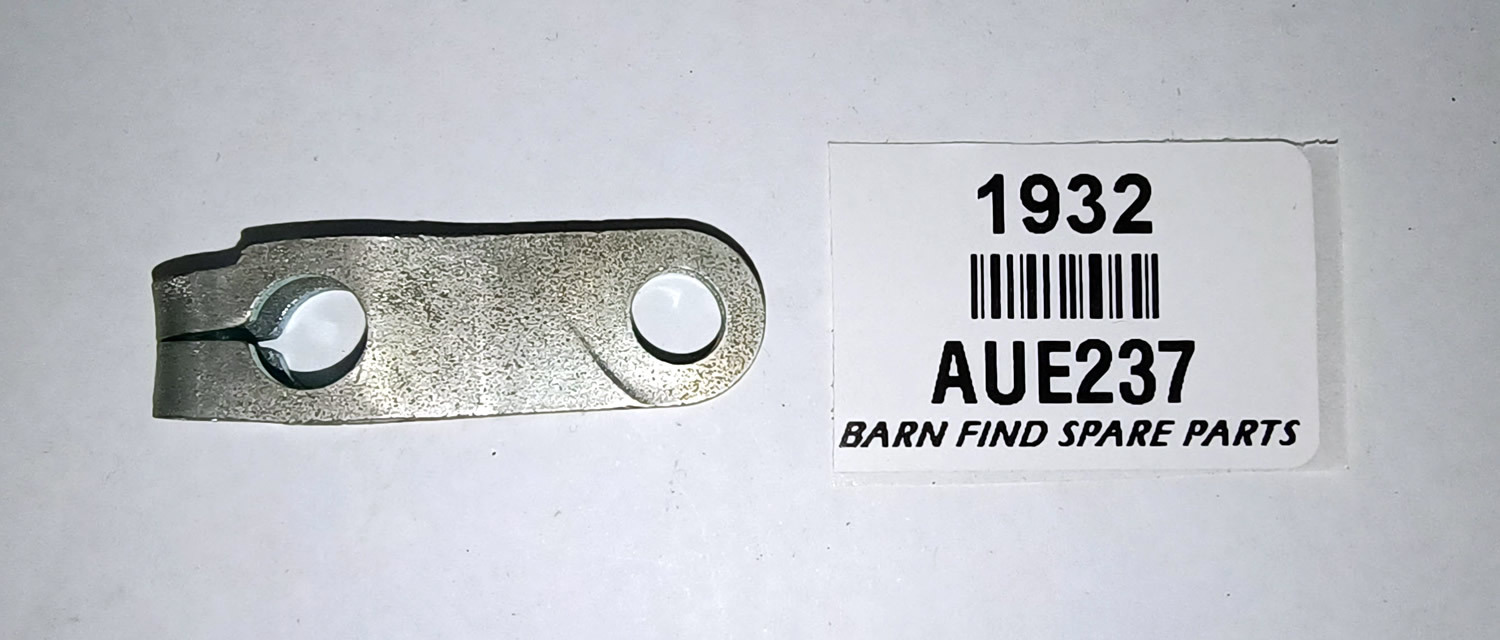 1932
AUE237
BARN FIND SPARE PARTS